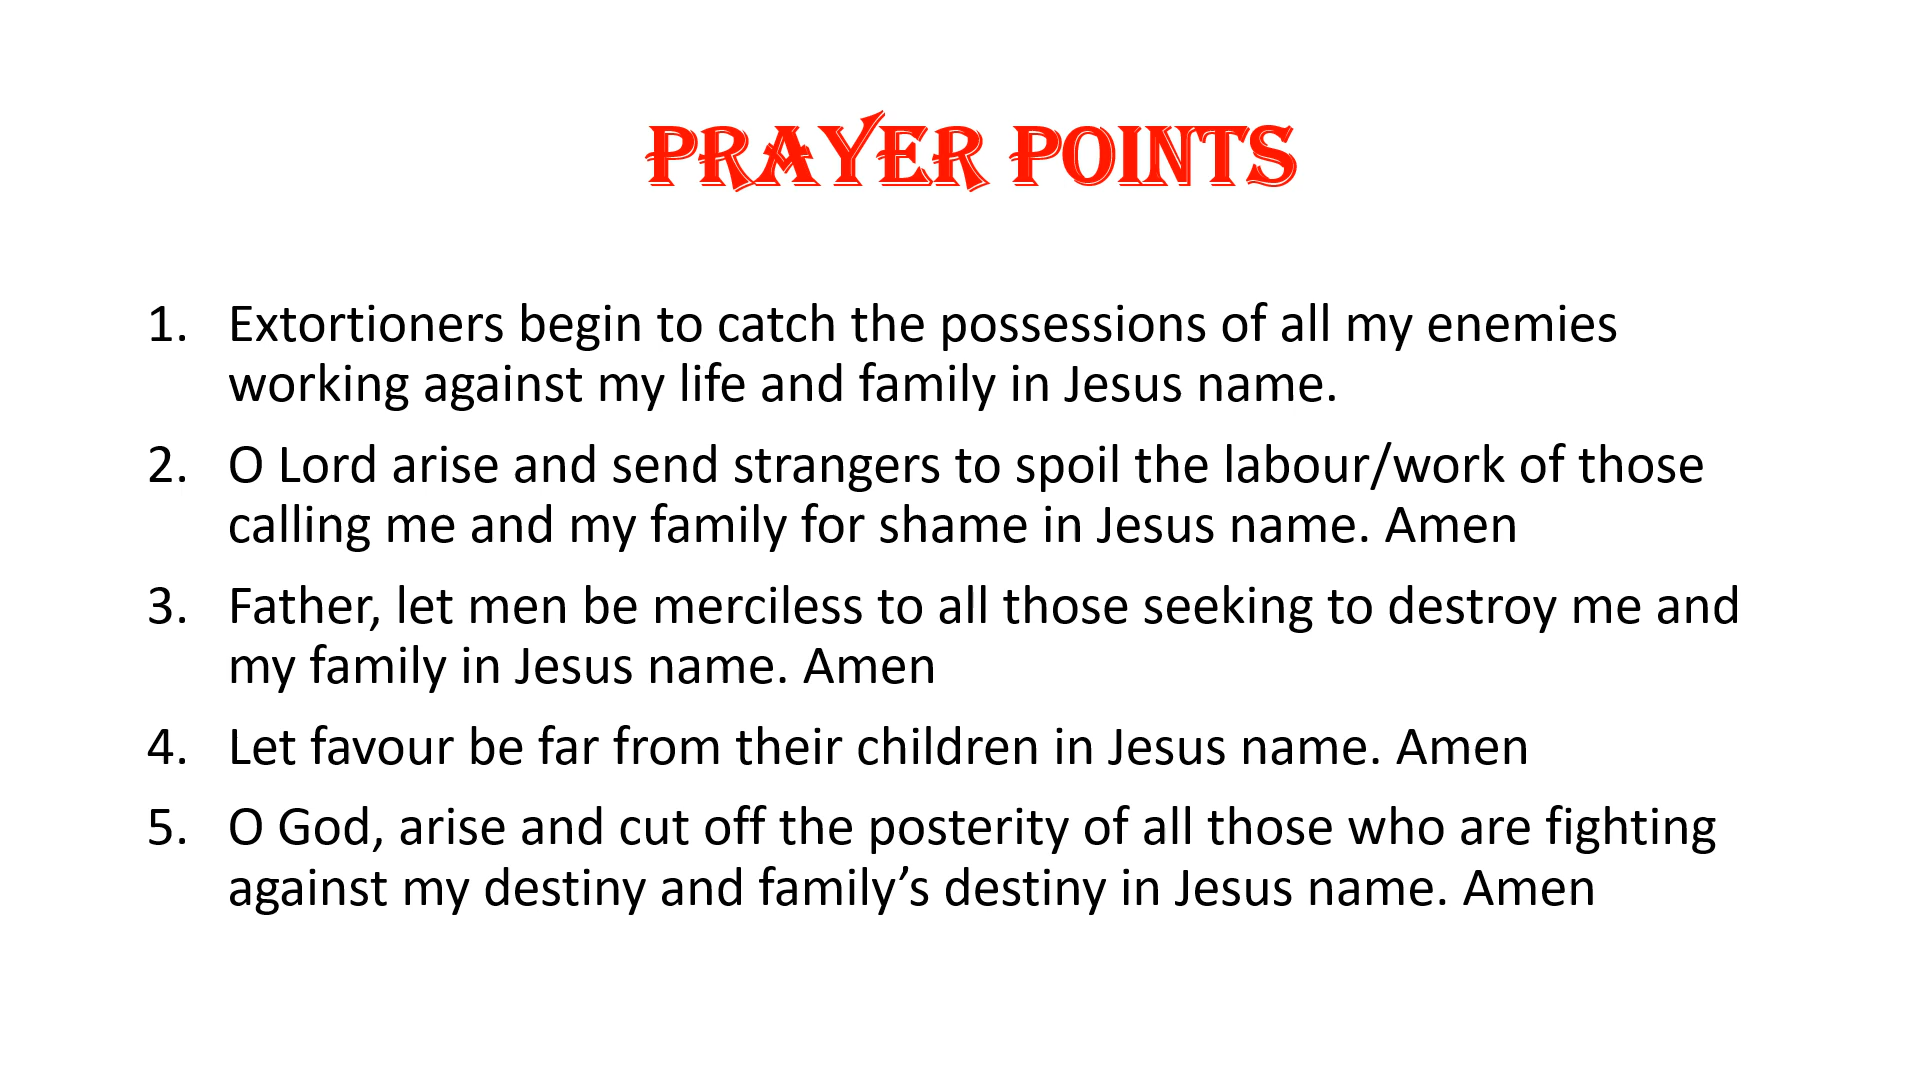 PRAYER POINTS
1. Extortioners begin to catch the possessions of all my enemies
working against my life and family in Jesus name.
2. O Lord arise and send strangers to spoil the labour/work of those
calling me and my family for shame in Jesus name. Amen
3. Father, let men be merciless to all those seeking to destroy me and
my family in Jesus name. Amen
4. Let favour be far from their children in Jesus name. Amen
5. O God, arise and cut off the posterity of all those who are fighting
against my destiny and family’s destiny in Jesus name. Amen